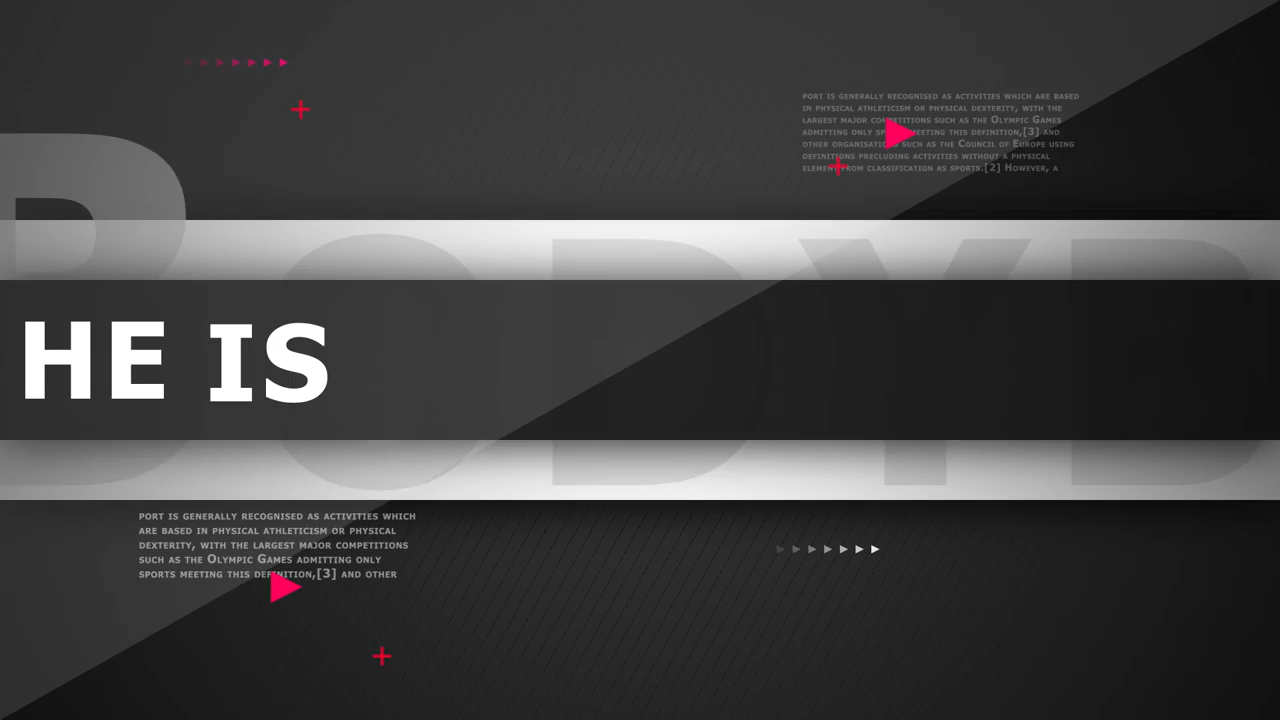 PORT IS GENERALLY RECOGNISED AS ACTIVITIES WHICH ARE BASED
IN PHYSICAL ATHLETICISM OR PHYSICAL DEXTERITY, WITH THE
LARGEST MAJOR COMPETITIONS SUCH AS THE OLYMPIC GAMES
ADMITTING ONLY SPORTS MEETING THIS DEFINITION,[3] AND
OTHER ORGANISATIONS SUCH AS THE COUNCIL OF EUROPE USING
DEFINITIONS PRECLUDING ACTIVITIES WITHOUT A PHYSICAL
ELEMENT FROM CLASSIFICATION AS SPORTS.[2] HOWEVER, A
BODYB
HE IS
PORT IS GENERALLY RECOGNISED AS ACTIVITIES WHICH
ARE BASED IN PHYSICAL ATHLETICISM OR PHYSICAL
DEXTERITY, WITH THE LARGEST MAJOR COMPETITIONS
SUCH AS THE OLYMPIC GAMES ADMITTING ONLY
SPORTS MEETING THIS DEFINITION,[3] AND OTHER